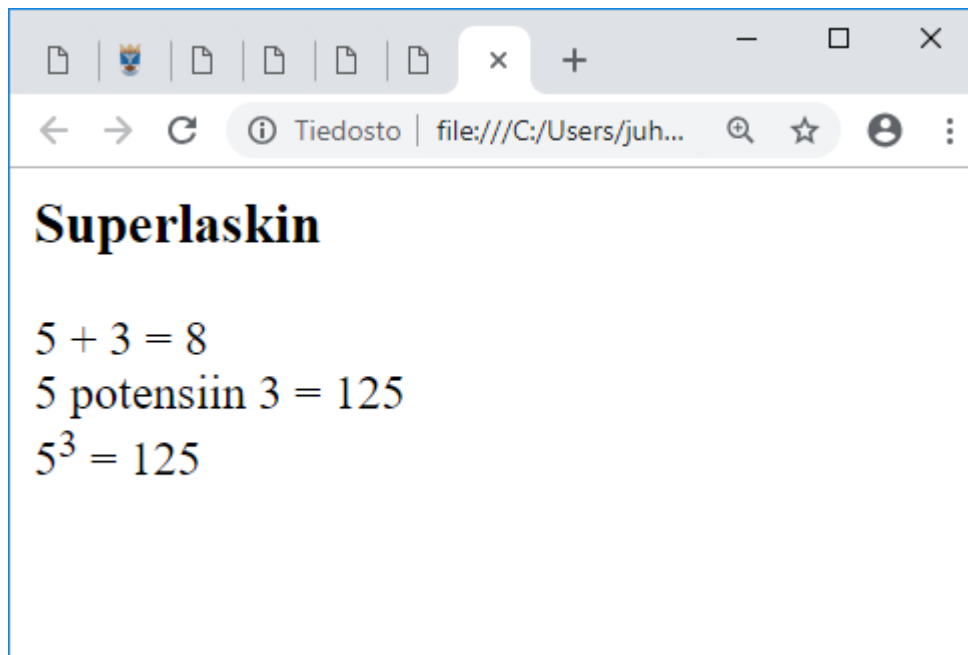 Tiedosto | file:///C:/Users/juh...
Superlaskin
5 + 3 = 8
5 potensiin 3 = 125
5³ = 125